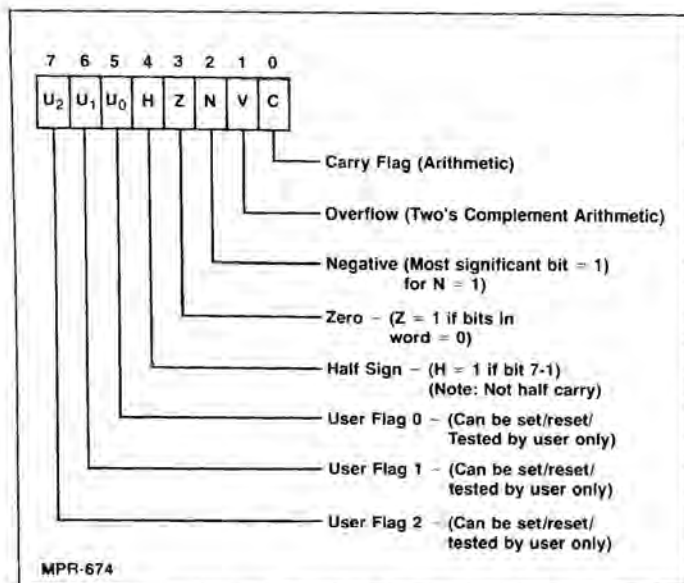 7 6 5 4 3 2 1 0
U2 U1 U0 H Z N V C
Carry Flag (Arithmetic)
Overflow (Two's Complement Arithmetic)
Negative (Most significant bit = 1)
for N = 1)
Zero – (Z = 1 if bits in
word = 0)
Half Sign – (H = 1 if bit 7-1)
(Note: Not half carry)
User Flag 0 – (Can be set/reset/
Tested by user only)
User Flag 1 – (Can be set/reset/
tested by user only)
User Flag 2 – (Can be set/reset/
tested by user only)
MPR-674